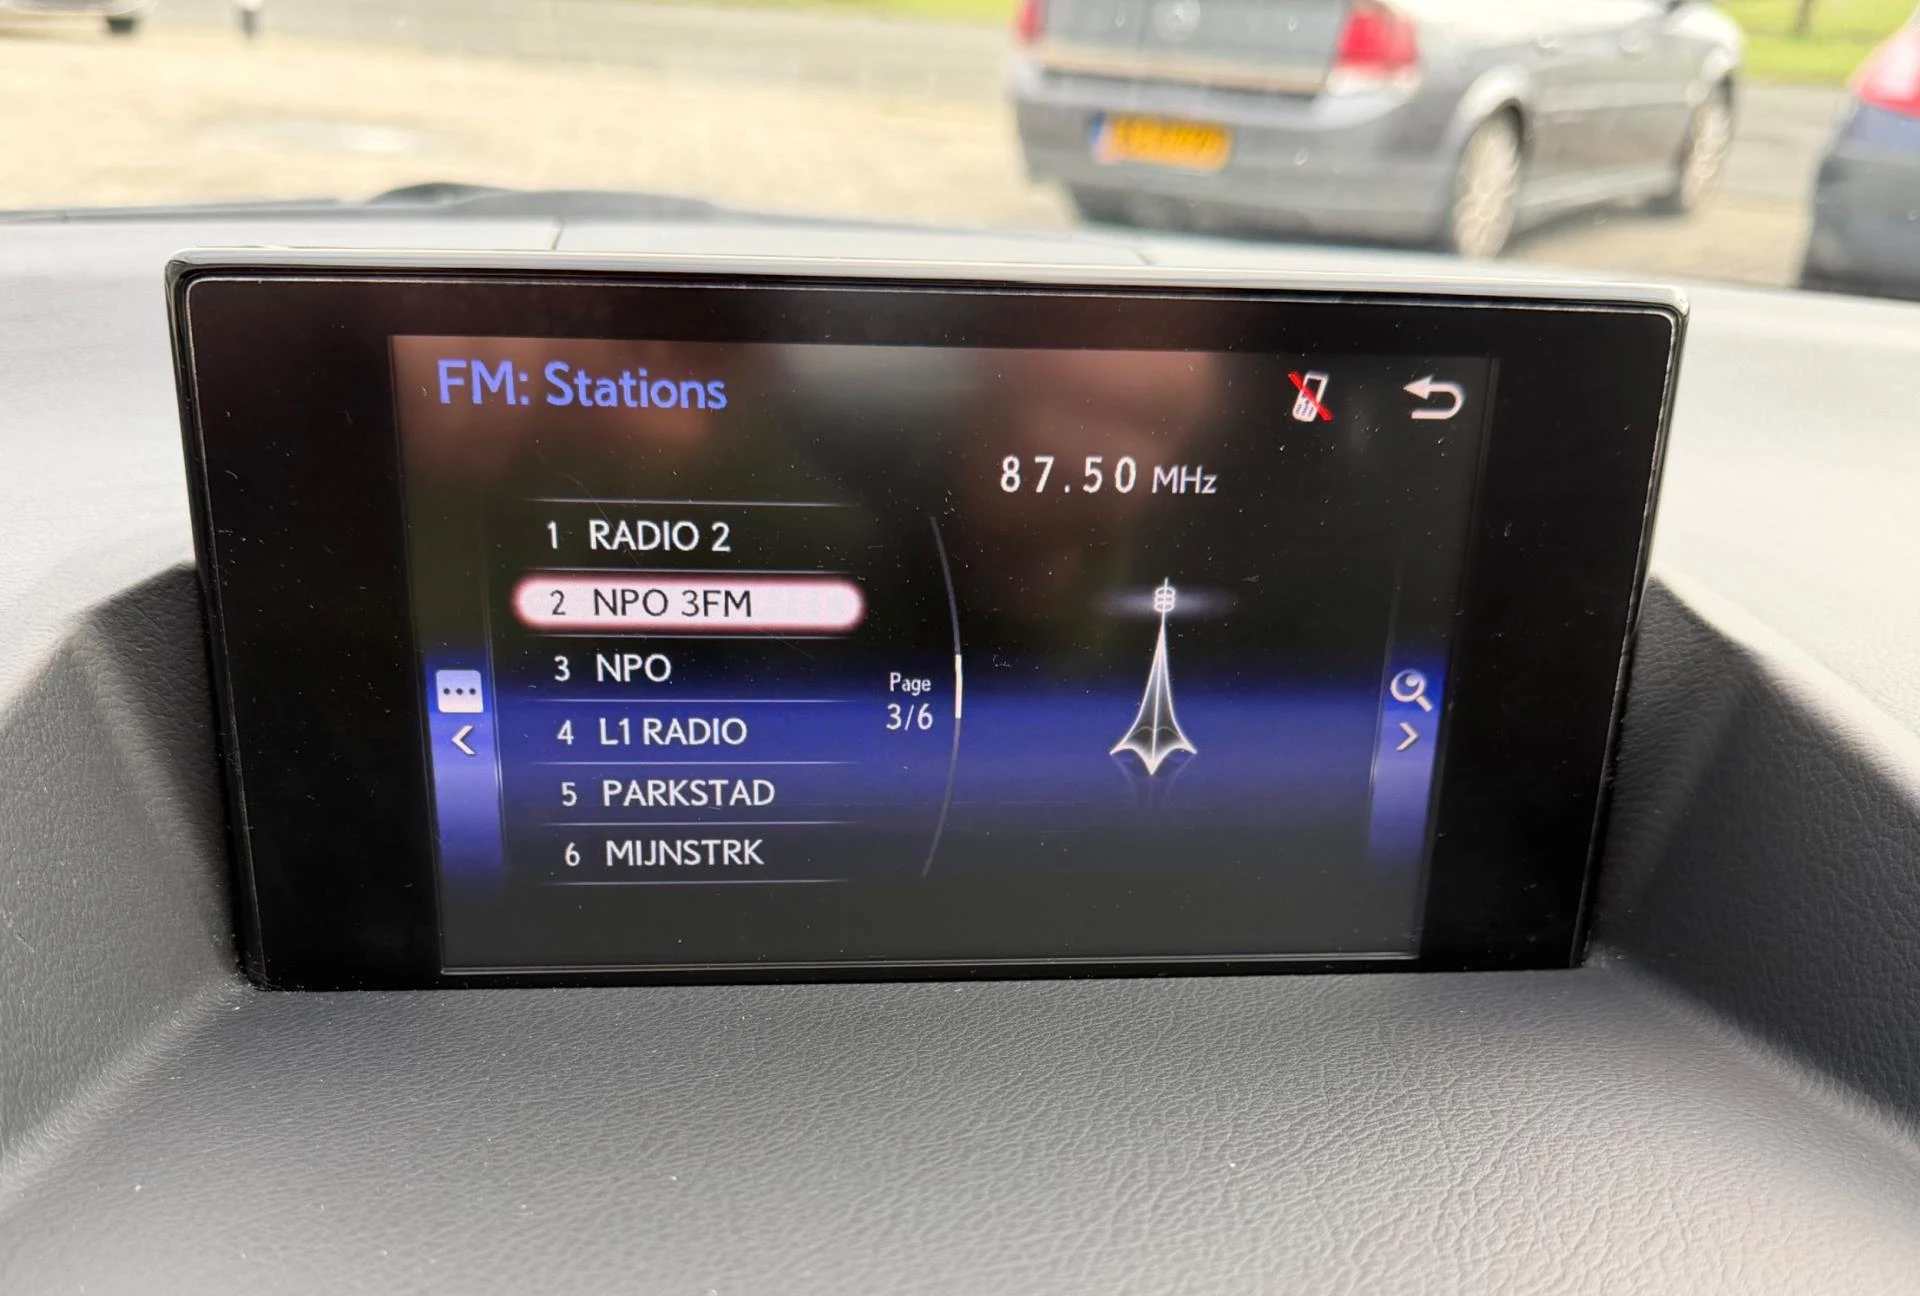 FM: Stations
87.50 MHz
1 RADIO 2
2 NPO 3FM
3 NPO
4 L1 RADIO
5 PARKSTAD
6 MIJNSTRK
Page
3/6